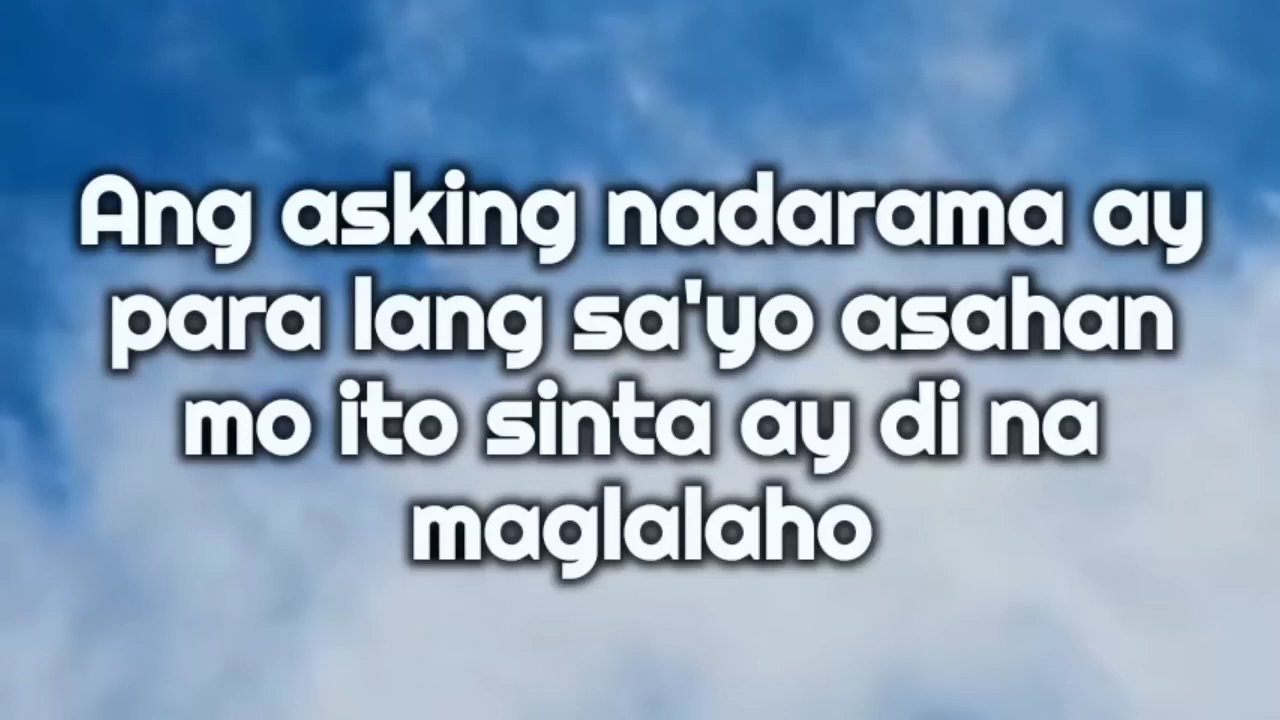 Ang asking nadarama ay
para lang sa'yo asahan
mo ito sinta ay di na
maglalaho